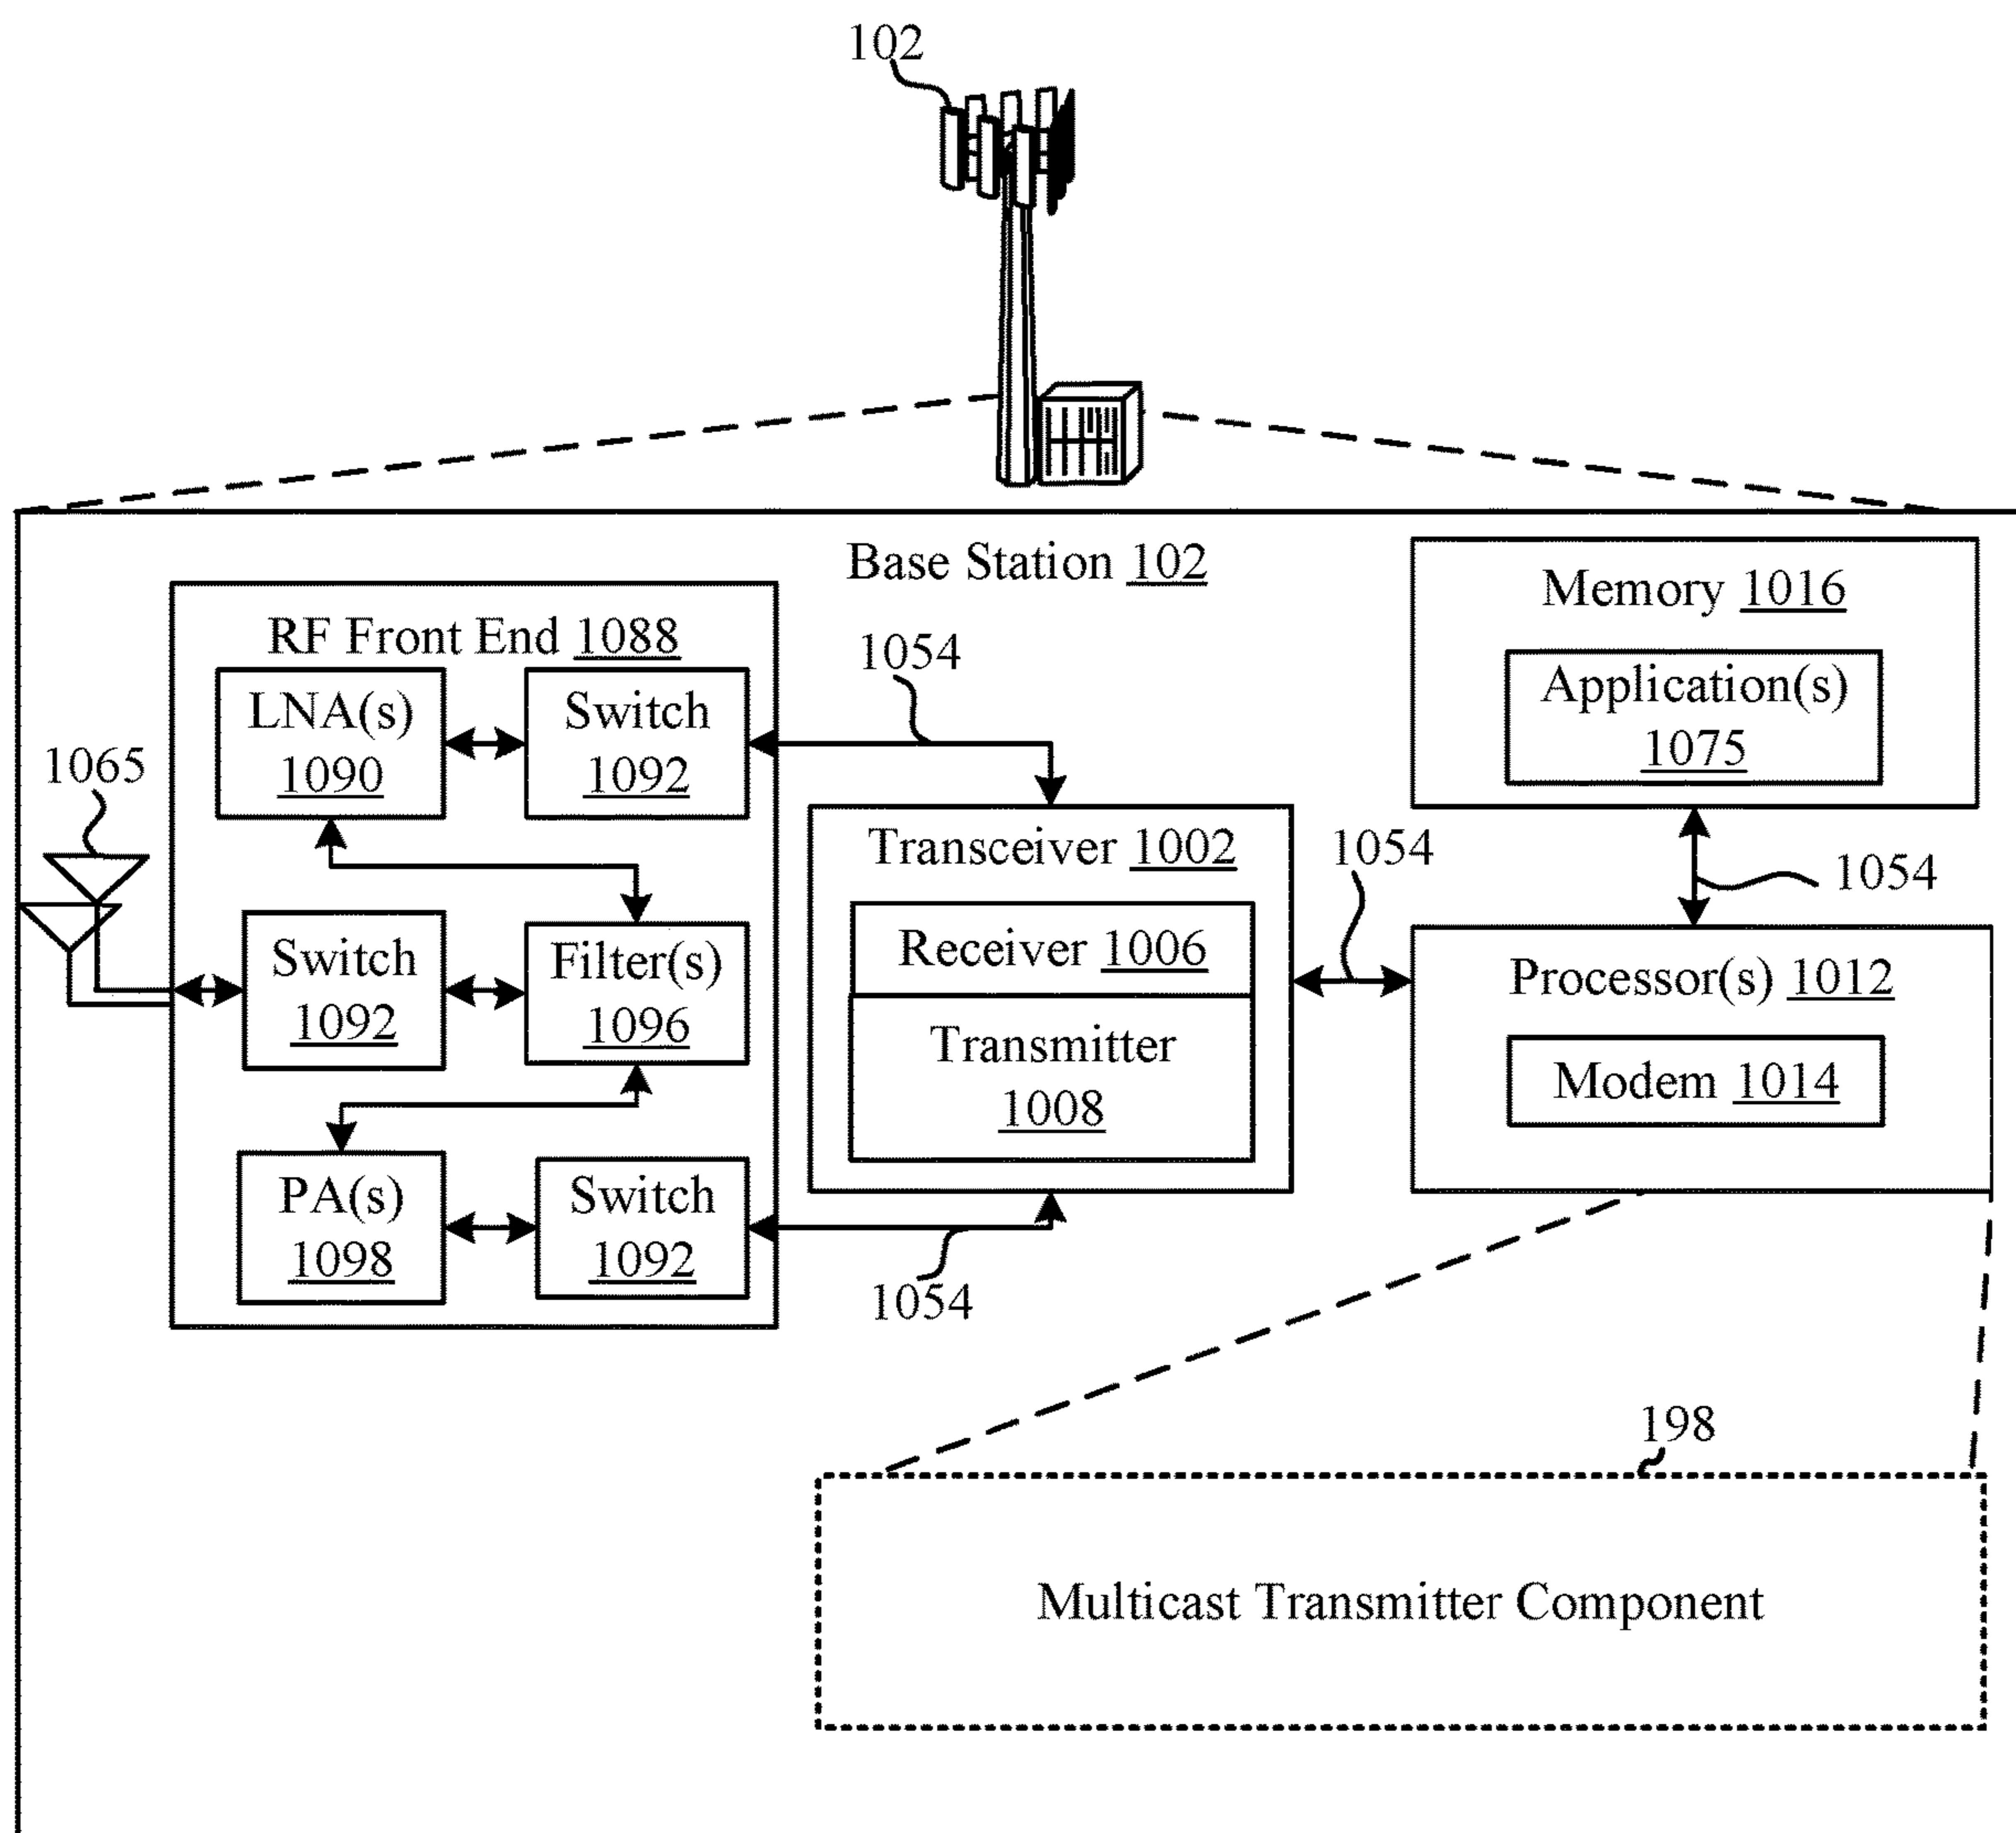 102
Base Station 102
Memory 1016
Application(s)
1075
RF Front End 1088
1054
LNA(s)
1090
Switch
1092
1065
Transceiver 1002
1054
1054
Receiver 1006
Transmitter
1008
Switch
1092
Filter(s)
1096
Processor(s) 1012
Modem 1014
PA(s)
1098
Switch
1092
1054
198
Multicast Transmitter Component